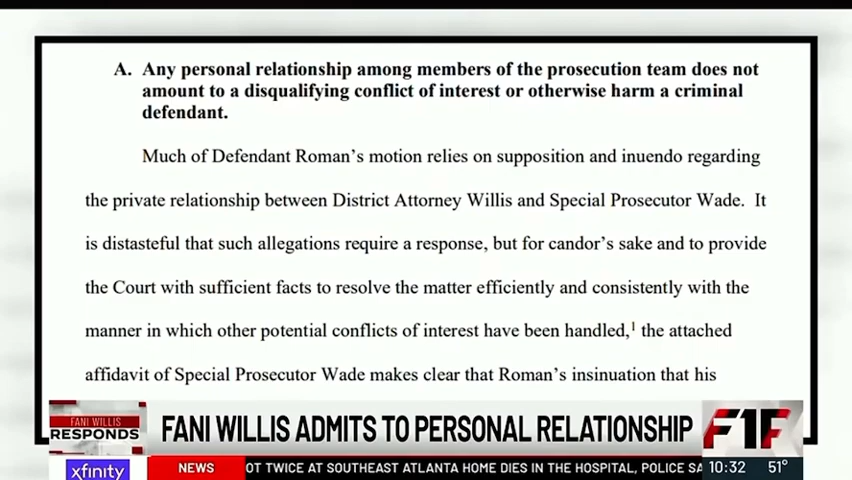 A. Any personal relationship among members of the prosecution team does not
amount to a disqualifying conflict of interest or otherwise harm a criminal
defendant.
Much of Defendant Roman's motion relies on supposition and inuendo regarding
the private relationship between District Attorney Willis and Special Prosecutor Wade. It
is distasteful that such allegations require a response, but for candor's sake and to provide
the Court with sufficient facts to resolve the matter efficiently and consistently with the
manner in which other potential conflicts of interest have been handled,¹ the attached
affidavit of Special Prosecutor Wade makes clear that Roman's insinuation that his
FANI WILLIS
RESPONDS
FANI WILLIS ADMITS TO PERSONAL RELATIONSHIP
F1F
xfinity
NEWS
OT TWICE AT SOUTHEAST ATLANTA HOME DIES IN THE HOSPITAL, POLICE SA
10:32 51°